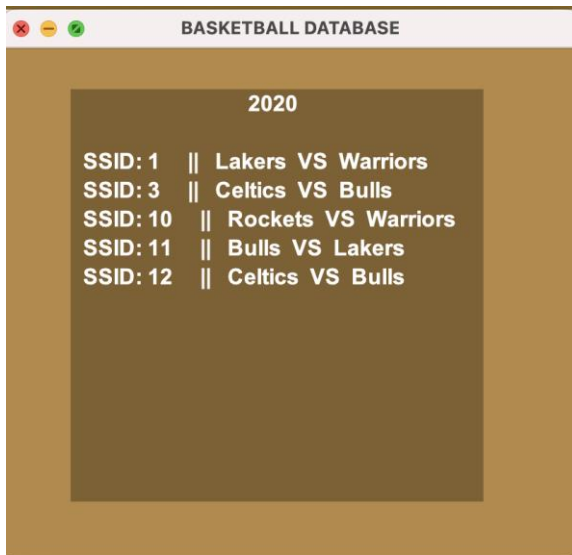 BASKETBALL DATABASE
2020
SSID: 1 || Lakers VS Warriors
SSID: 3 || Celtics VS Bulls
SSID: 10 || Rockets VS Warriors
SSID: 11 || Bulls VS Lakers
SSID: 12 || Celtics VS Bulls